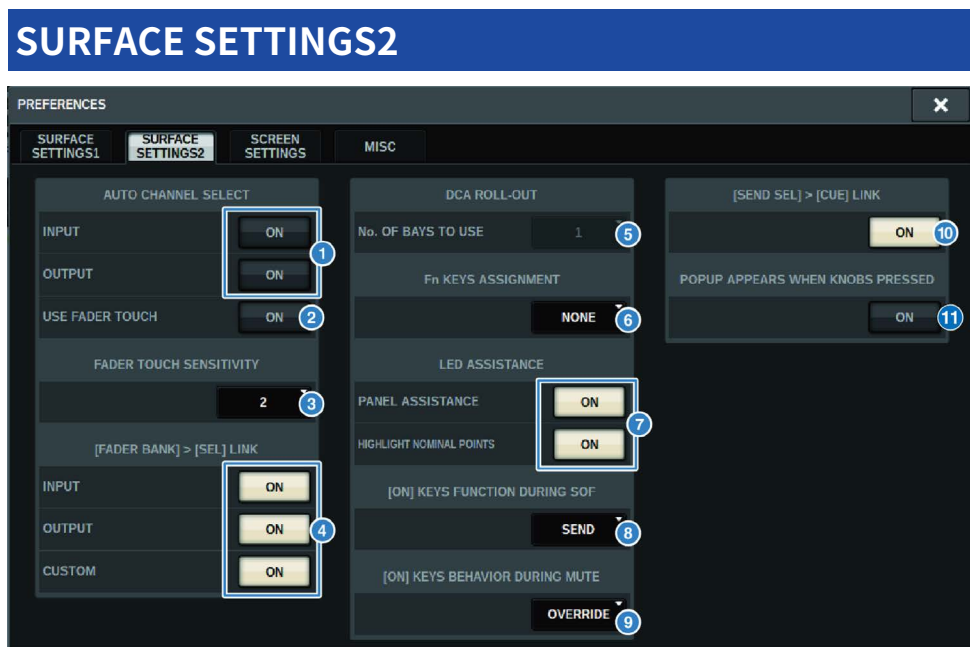 SURFACE SETTINGS2
PREFERENCES
SURFACE
SETTINGS1
SURFACE
SETTINGS2
SCREEN
SETTINGS
MISC
AUTO CHANNEL SELECT
INPUT ON
1
OUTPUT ON
USE FADER TOUCH ON 2
FADER TOUCH SENSITIVITY
2 3
[FADER BANK] > [SEL] LINK
INPUT ON
OUTPUT ON 4
CUSTOM ON
DCA ROLL-OUT
No. OF BAYS TO USE 1 5
Fn KEYS ASSIGNMENT
NONE 6
LED ASSISTANCE
PANEL ASSISTANCE ON
7
HIGHLIGHT NOMINAL POINTS ON
[ON] KEYS FUNCTION DURING SOF
SEND 8
[ON] KEYS BEHAVIOR DURING MUTE
OVERRIDE 9
[SEND SEL] > [CUE] LINK
ON 10
POPUP APPEARS WHEN KNOBS PRESSED
ON 11